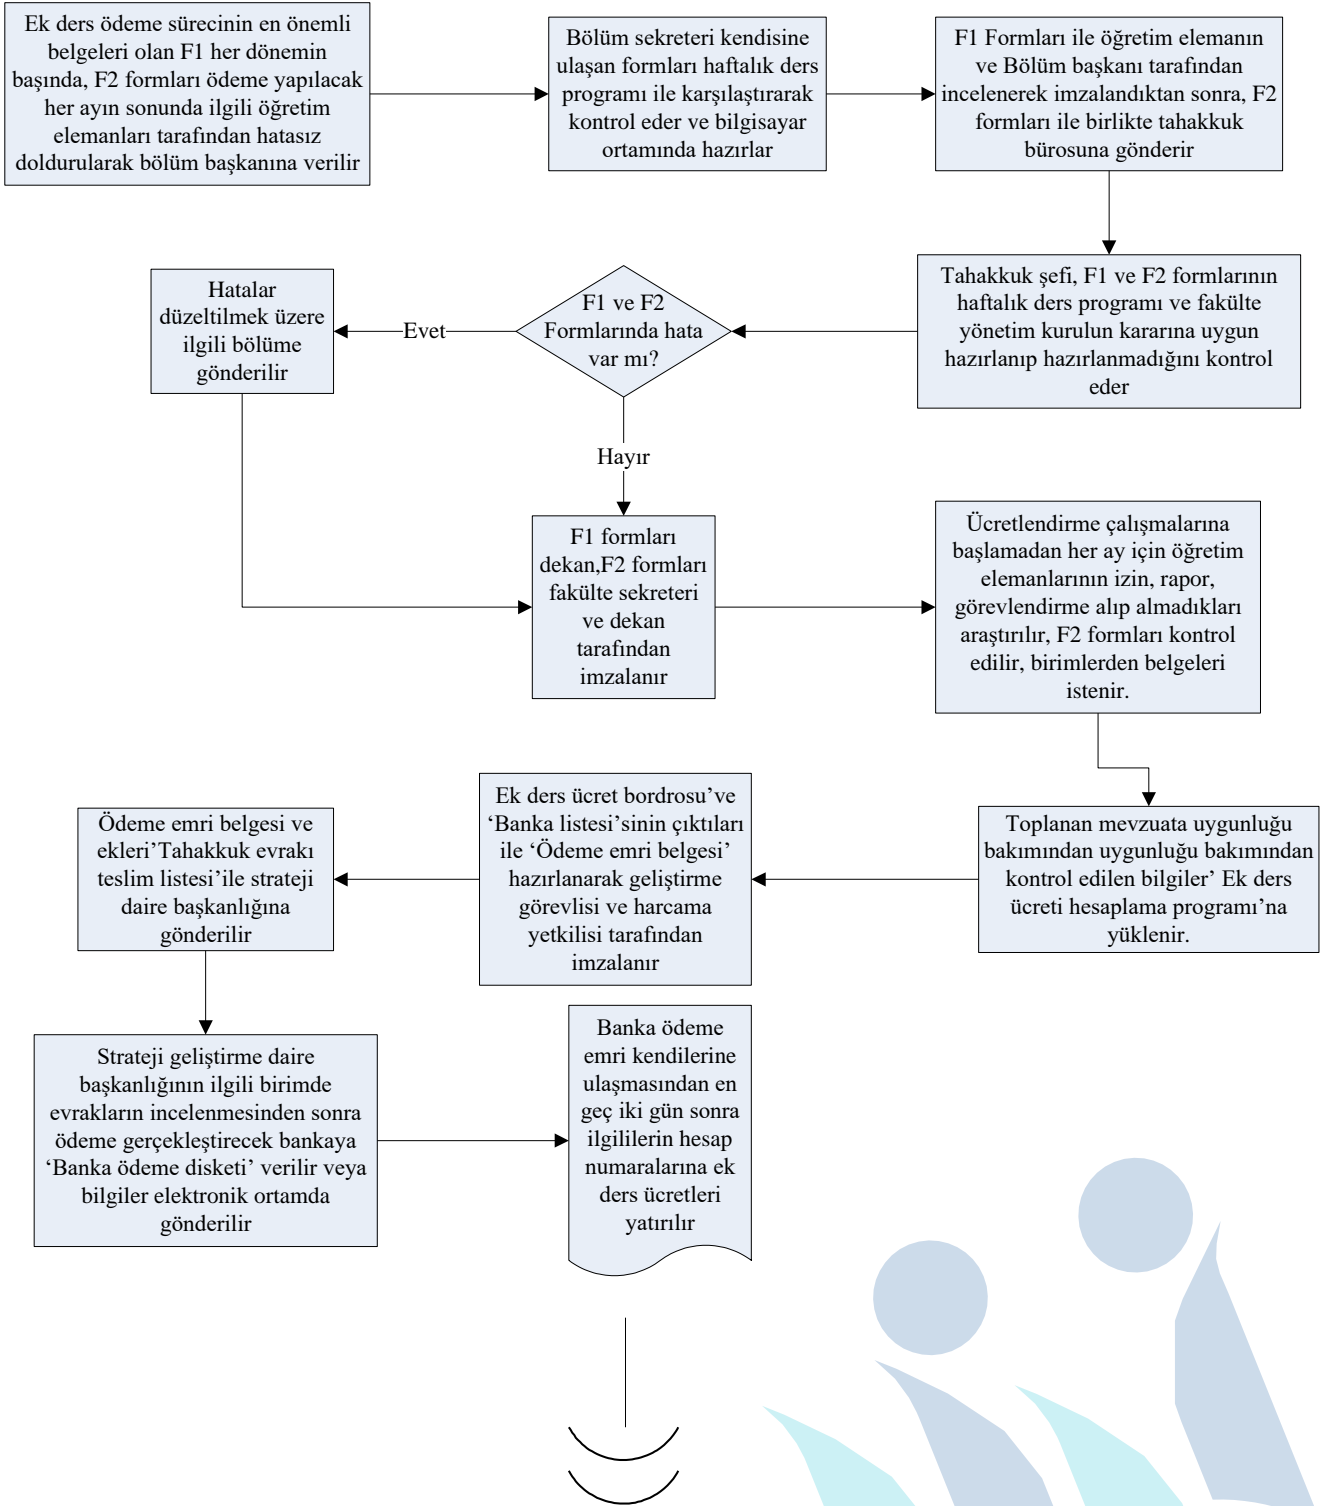 Ek ders ödeme sürecinin en önemli
belgeleri olan F1 her dönemin
başında, F2 formları ödeme yapılacak
her ayın sonunda ilgili öğretim
elemanları tarafından hatasız
doldurularak bölüm başkanına verilir
Bölüm sekreteri kendisine
ulaşan formları haftalık ders
programı ile karşılaştırarak
kontrol eder ve bilgisayar
ortamında hazırlar
F1 Formları ile öğretim elemanın
ve Bölüm başkanı tarafından
incelenerek imzalandıktan sonra, F2
formları ile birlikte tahakkuk
bürosuna gönderir
Tahakkuk şefi, F1 ve F2 formlarının
haftalık ders programı ve fakülte
yönetim kurulun kararına uygun
hazırlanıp hazırlanmadığını kontrol
eder
F1 ve F2
Formlarında hata
var mı?
Evet
Hatalar
düzeltilmek üzere
ilgili bölüme
gönderilir
Hayır
F1 formları
dekan,F2 formları
fakülte sekreteri
ve dekan
tarafından
imzalanır
Ücretlendirme çalışmalarına
başlamadan her ay için öğretim
elemanlarının izin, rapor,
görevlendirme alıp almadıkları
araştırılır, F2 formları kontrol
edilir, birimlerden belgeleri
istenir.
Toplanan mevzuata uygunluğu
bakımından uygunluğu bakımından
kontrol edilen bilgiler’ Ek ders
ücreti hesaplama programı’na
yüklenir.
Ek ders ücret bordrosu’ve
‘Banka listesi’sinin çıktıları
ile ‘Ödeme emri belgesi’
hazırlanarak geliştirme
görevlisi ve harcama
yetkilisi tarafından
imzalanır
Ödeme emri belgesi ve
ekleri’Tahakkuk evrakı
teslim listesi’ile strateji
daire başkanlığına
gönderilir
Strateji geliştirme daire
başkanlığının ilgili birimde
evrakların incelenmesinden sonra
ödeme gerçekleştirecek bankaya
‘Banka ödeme disketi’ verilir veya
bilgiler elektronik ortamda
gönderilir
Banka ödeme
emri kendilerine
ulaşmasından en
geç iki gün sonra
ilgililerin hesap
numaralarına ek
ders ücretleri
yatırılır